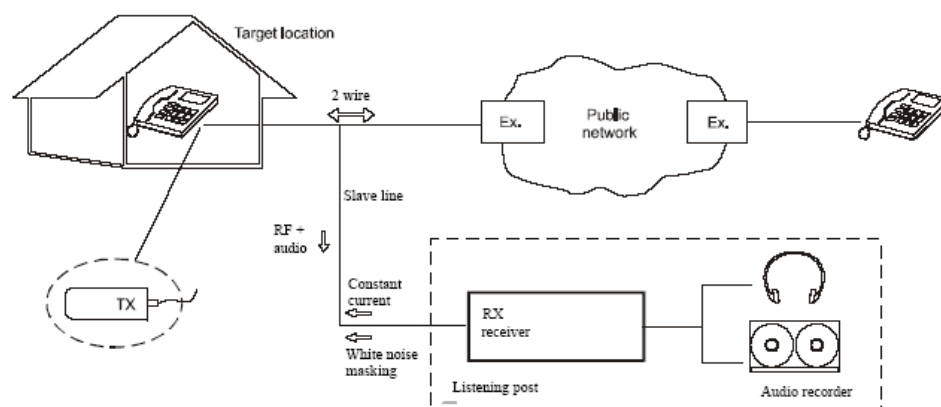 Target location
2 wire
Ex.
Public
network
Ex.
Slave line
RF +
audio
TX
Constant
current
RX
receiver
White noise
masking
Listening post
Audio recorder